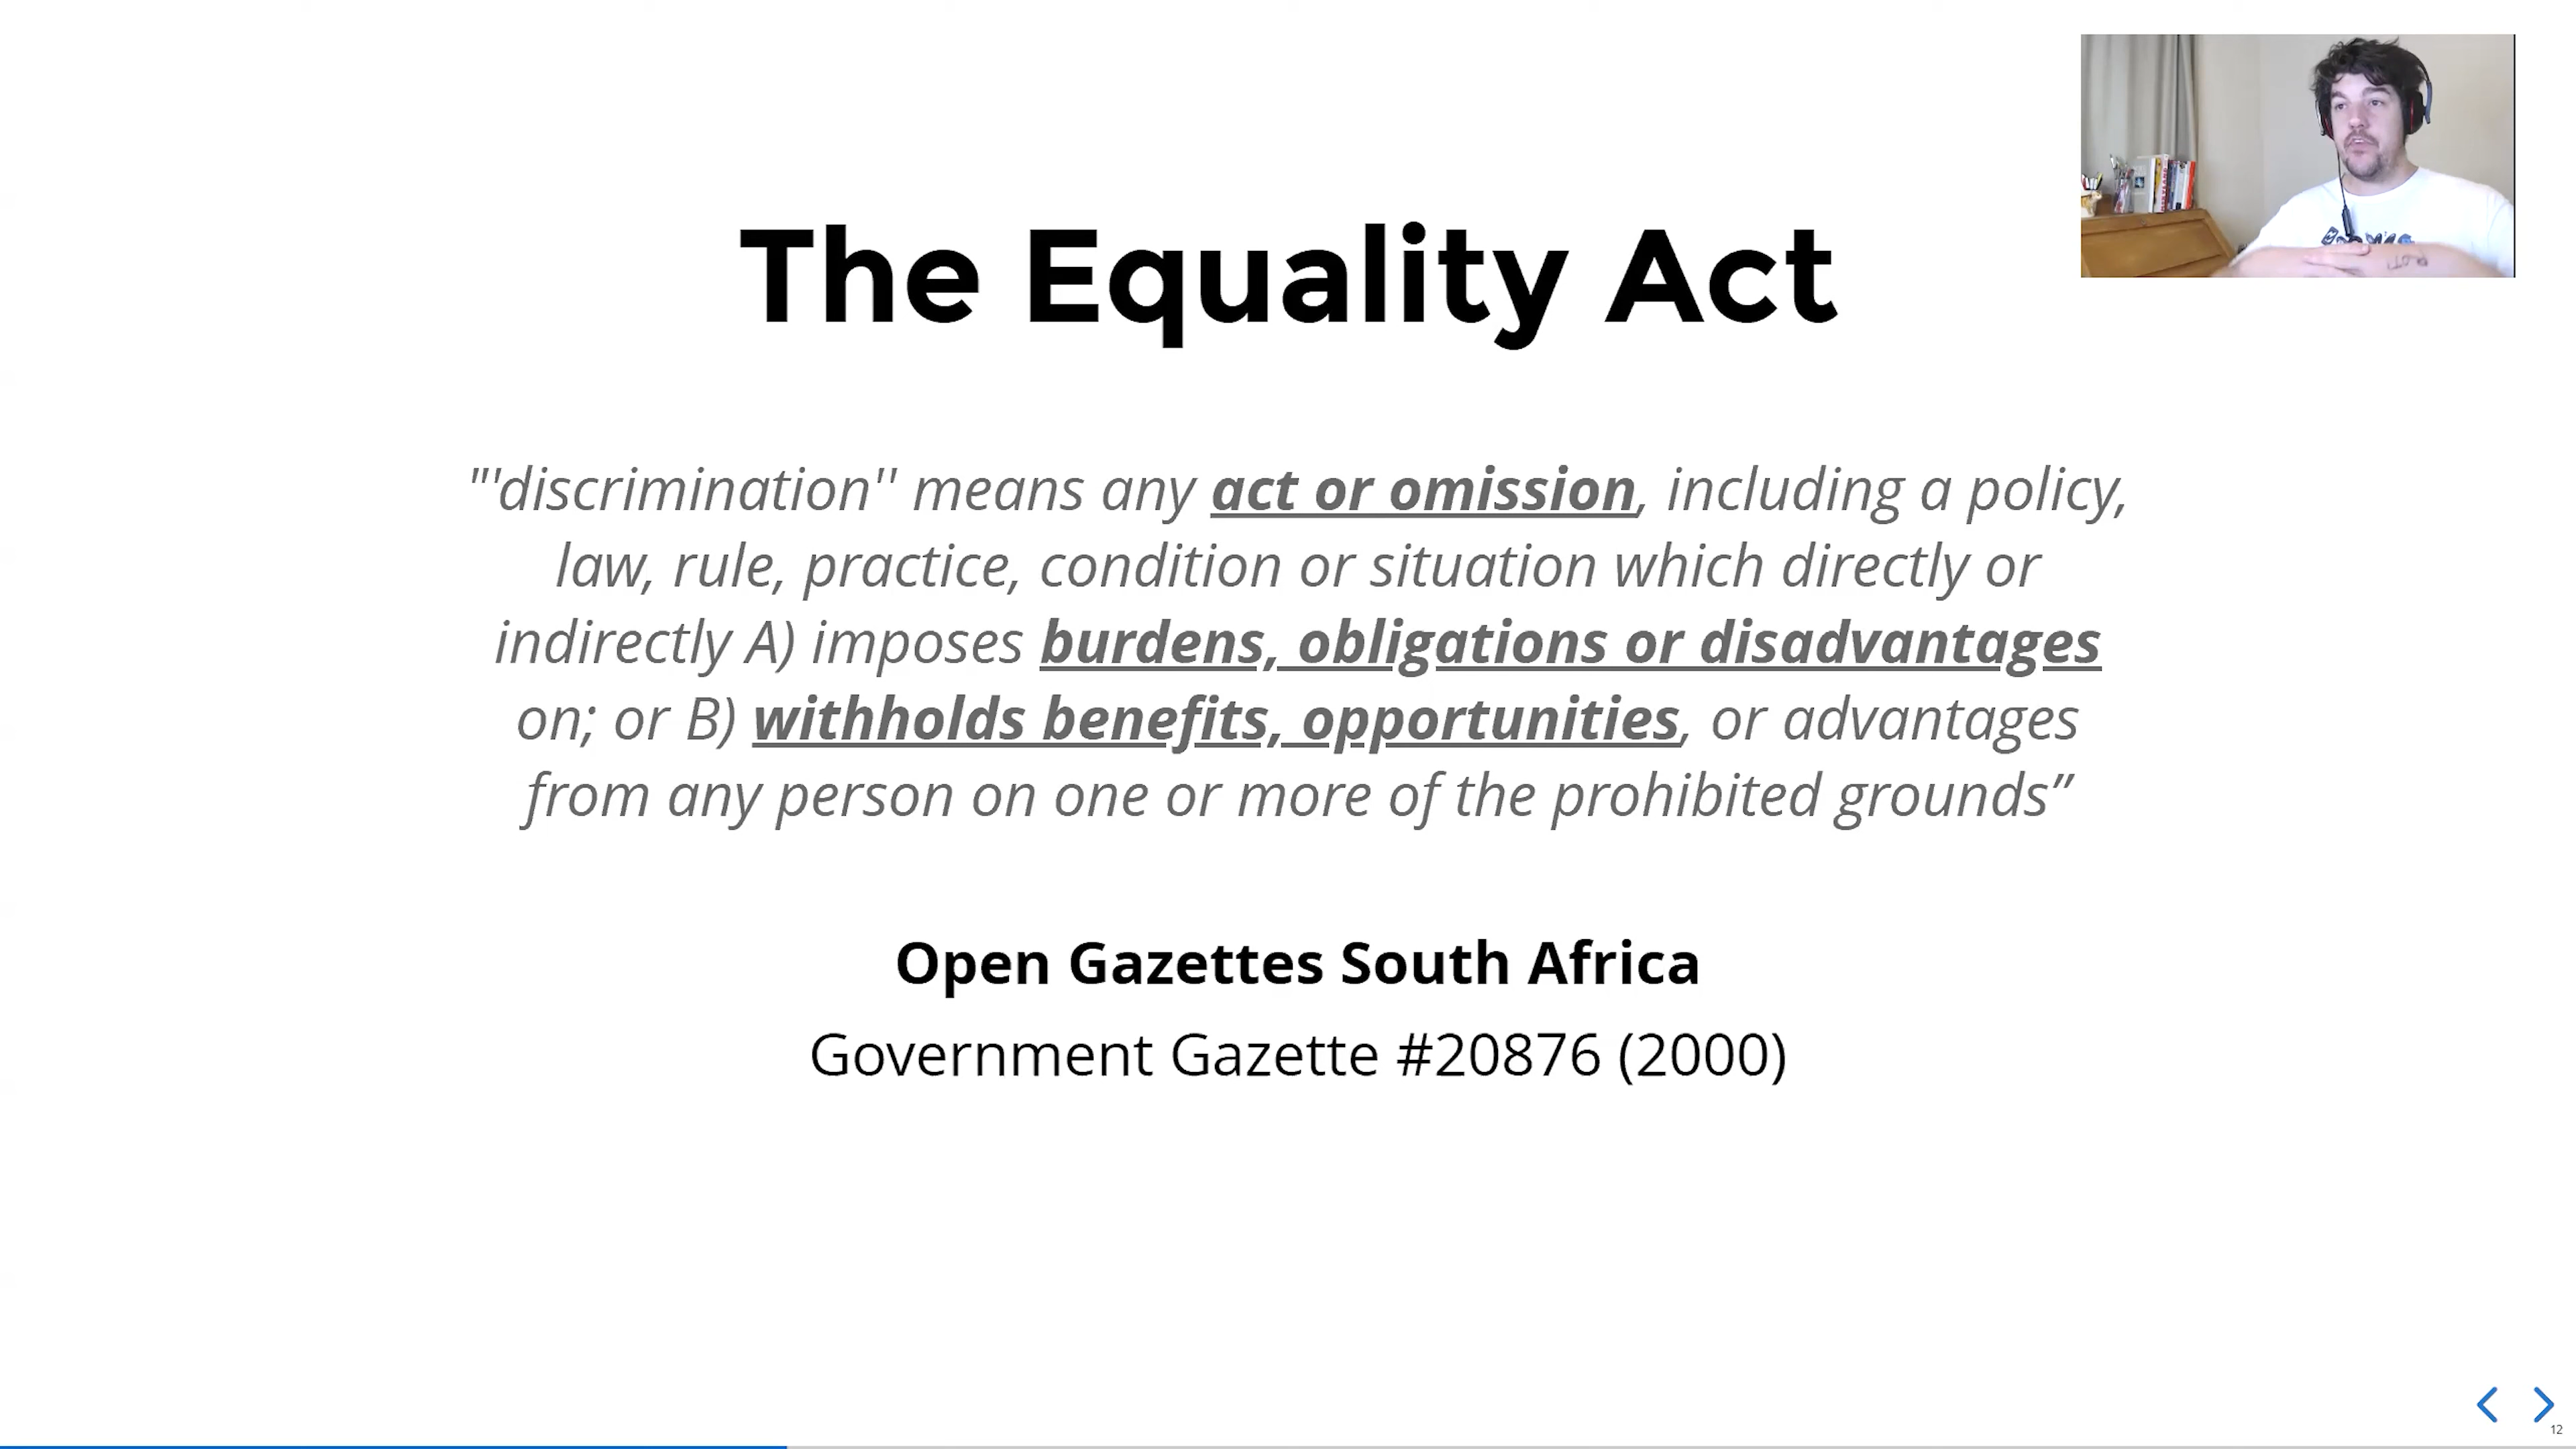 The Equality Act
"'discrimination'' means any act or omission, including a policy,
law, rule, practice, condition or situation which directly or
indirectly A) imposes burdens, obligations or disadvantages
on; or B) withholds benefits, opportunities, or advantages
from any person on one or more of the prohibited grounds”
Open Gazettes South Africa
Government Gazette #20876 (2000)
12